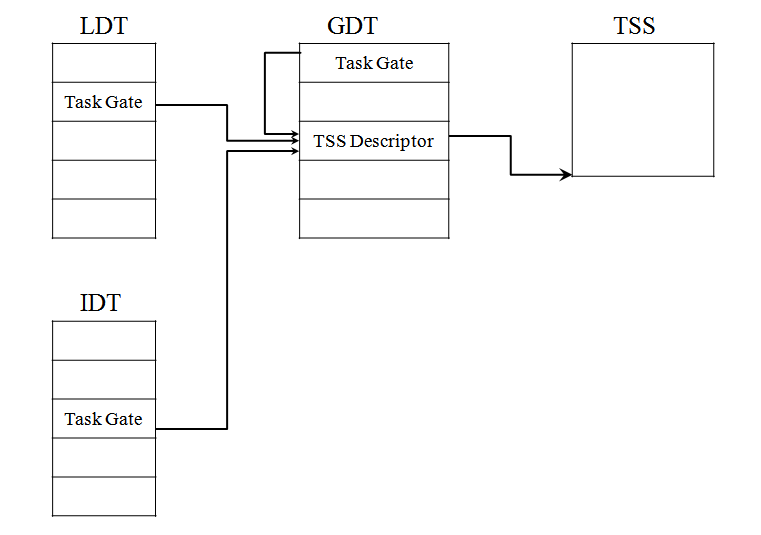 LDT
GDT
TSS
Task Gate
Task Gate
TSS Descriptor
IDT
Task Gate